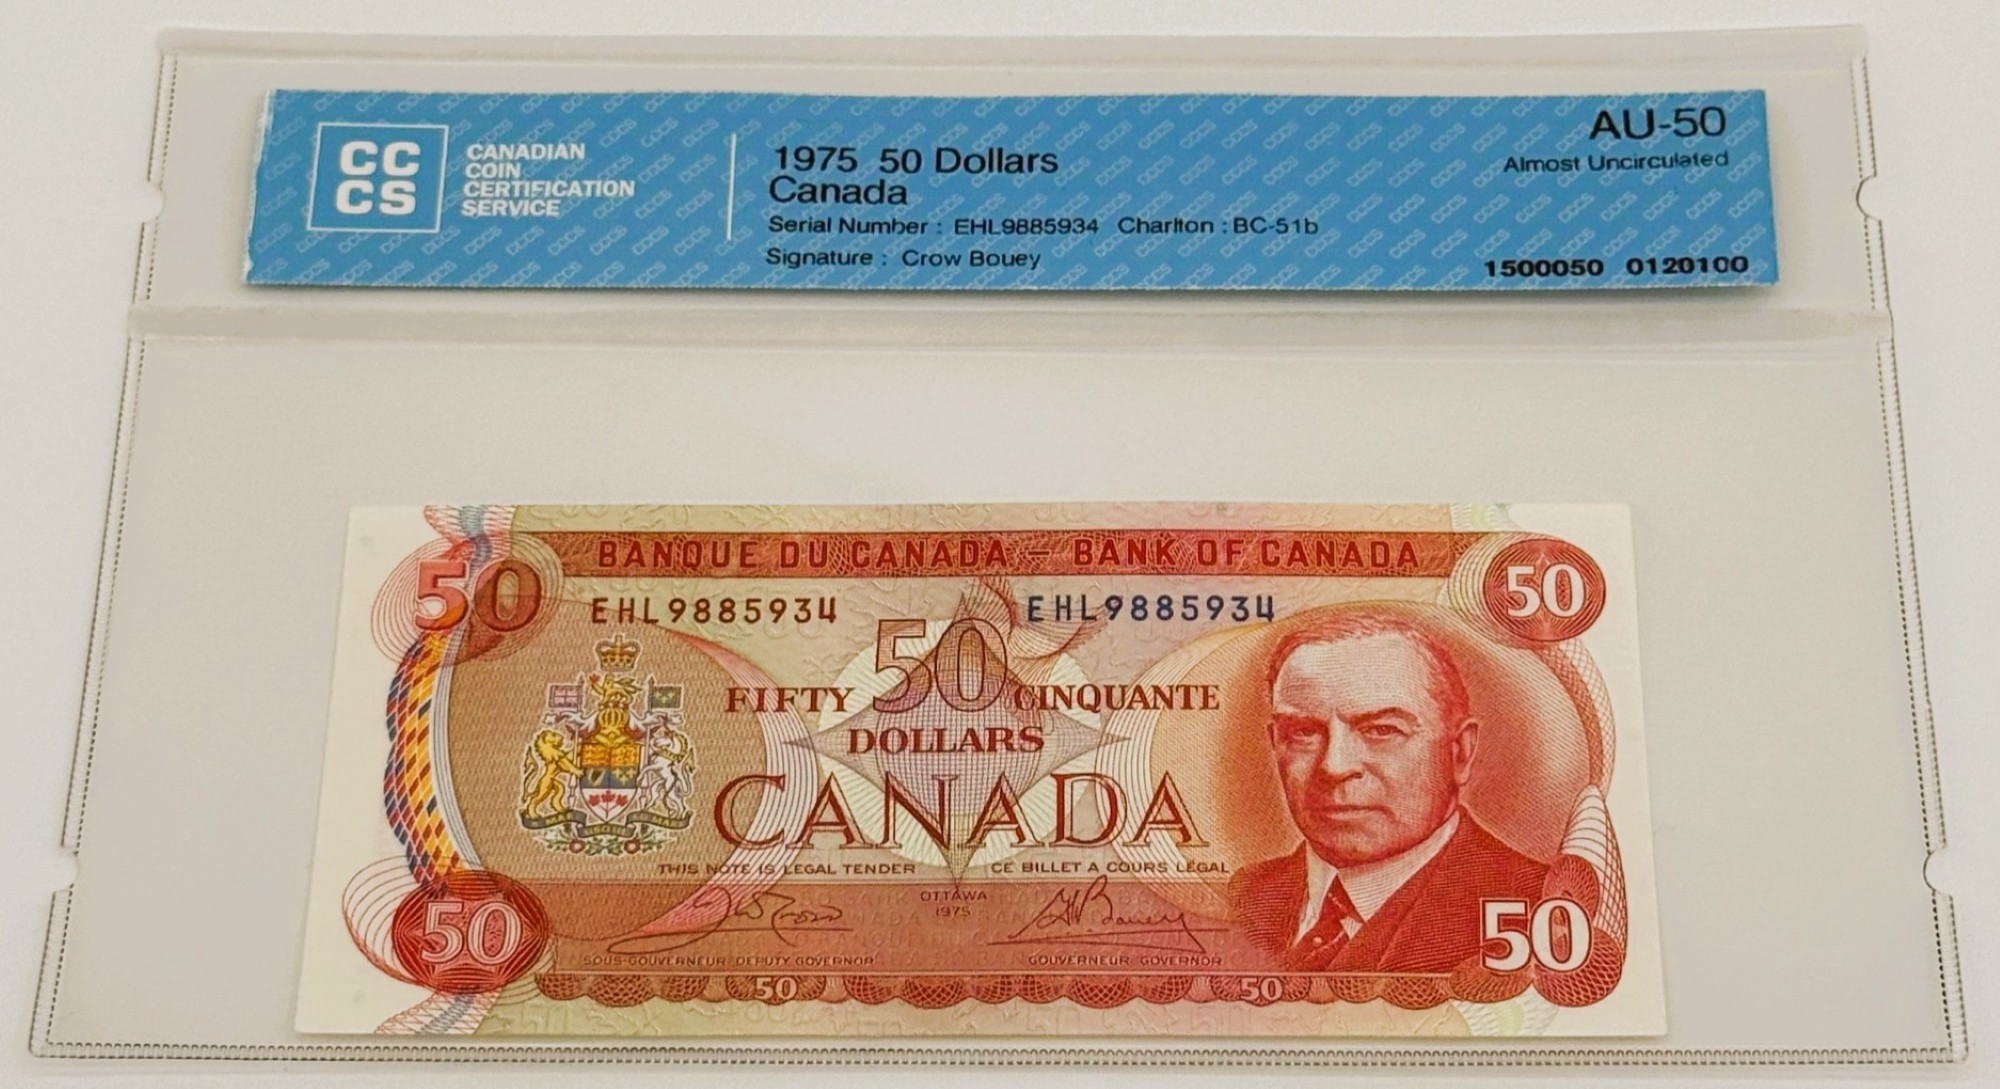 CC
CS
CANADIAN
COIN
CERTIFICATION
SERVICE
1975 50 Dollars
Canada
Serial Number : EHL9885934 Charlton : BC-51b
Signature : Crow Bouey
AU-50
Almost Uncirculated
1500050 0120100
BANQUE DU CANADA – BANK OF CANADA
50 50
EHL9885934 EHL9885934
50
FIFTY CINQUANTE
DOLLARS
CANADA
THIS NOTE IS LEGAL TENDER CE BILLET A COURS LÉGAL
OTTAWA
1975
50 50
SOUS-GOUVERNEUR DEPUTY GOVERNOR GOUVERNEUR GOVERNOR
50 50